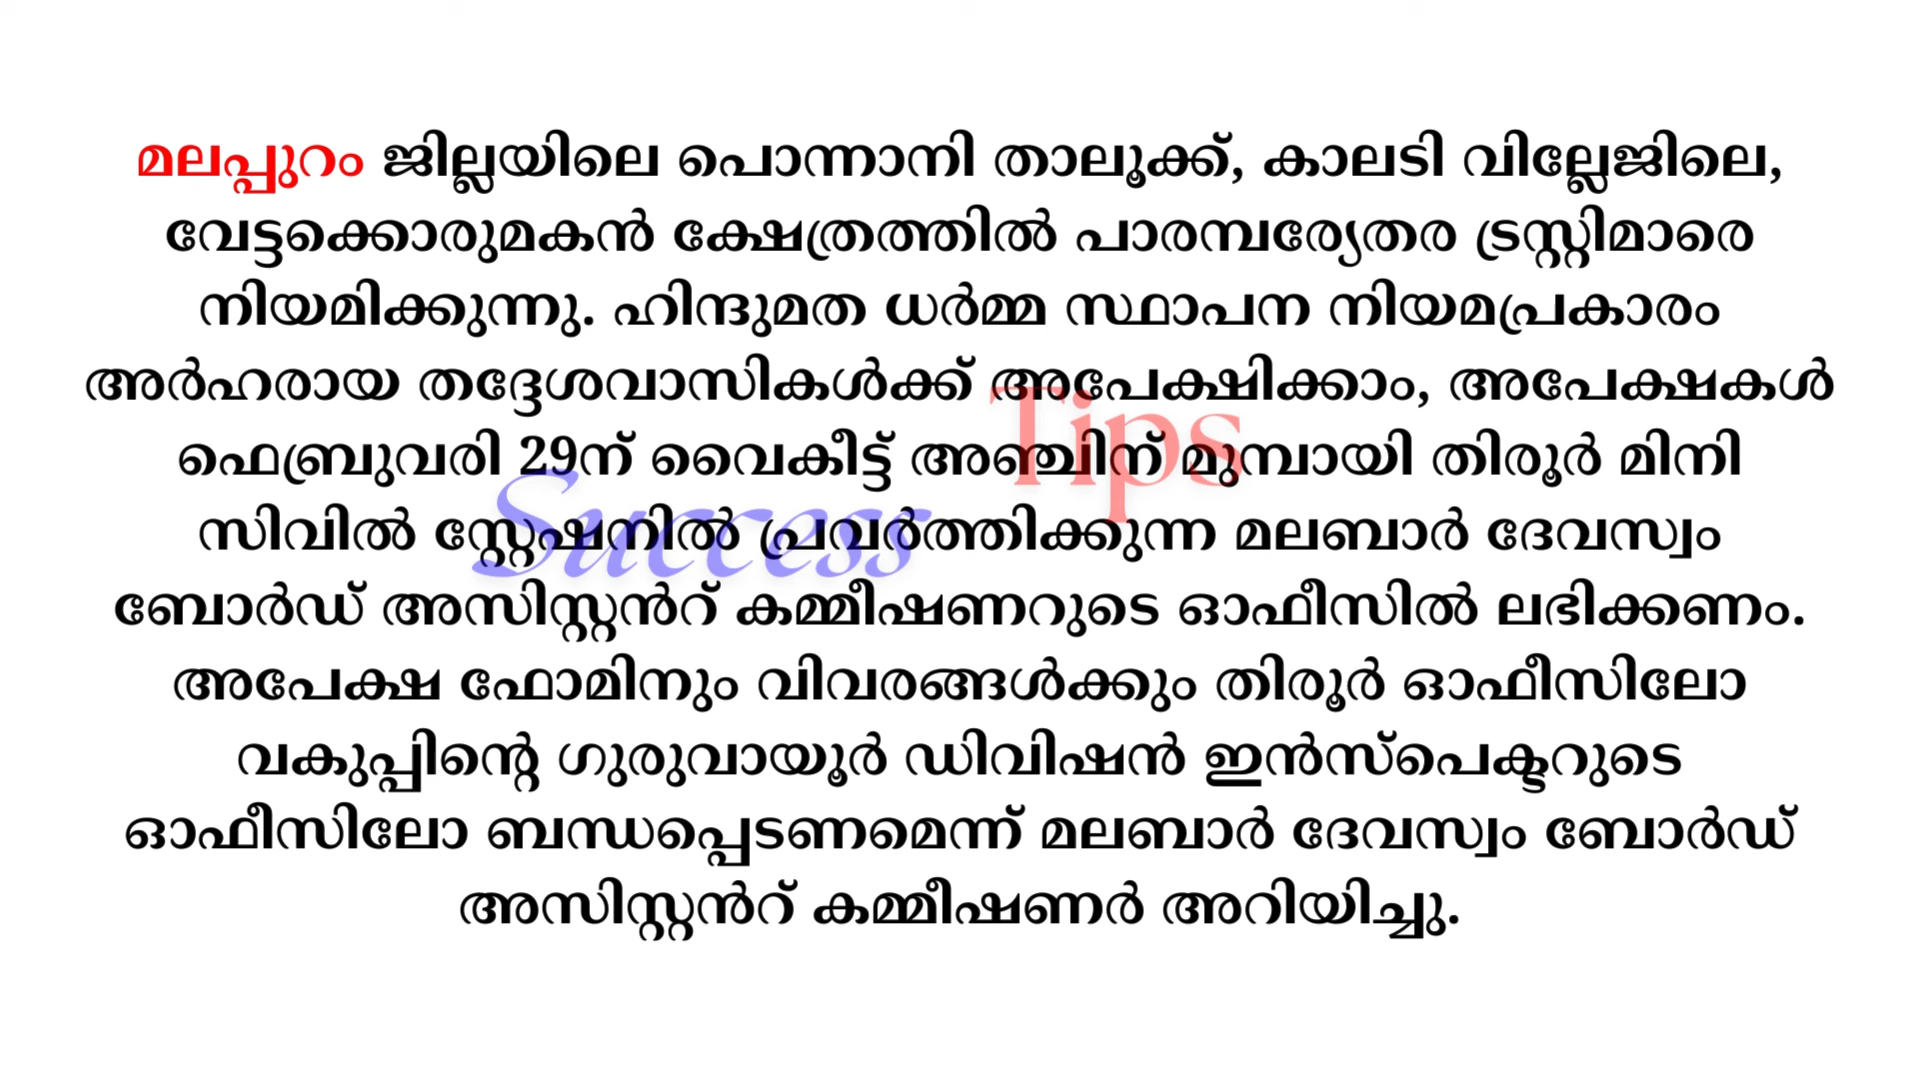 മലപ്പുറം ജില്ലയിലെ പൊന്നാനി താലൂക്ക്, കാലടി വില്ലേജിലെ,
വേട്ടക്കൊരുമകൻ ക്ഷേത്രത്തിൽ പാരമ്പര്യേതര ട്രസ്റ്റിമാരെ
നിയമിക്കുന്നു. ഹിന്ദുമത ധർമ്മ സ്ഥാപന നിയമപ്രകാരം
അർഹരായ തദ്ദേശവാസികൾക്ക് അപേക്ഷിക്കാം, അപേക്ഷകൾ
ഫെബ്രുവരി 29ന് വൈകീട്ട് അഞ്ചിന് മുമ്പായി തിരൂർ മിനി
സിവിൽ സ്റ്റേഷനിൽ പ്രവർത്തിക്കുന്ന മലബാർ ദേവസ്വം
ബോർഡ് അസിസ്റ്റൻറ് കമ്മീഷണറുടെ ഓഫീസിൽ ലഭിക്കണം.
അപേക്ഷ ഫോമിനും വിവരങ്ങൾക്കും തിരൂർ ഓഫീസിലോ
വകുപ്പിന്റെ ഗുരുവായൂർ ഡിവിഷൻ ഇൻസ്പെക്ടറുടെ
ഓഫീസിലോ ബന്ധപ്പെടണമെന്ന് മലബാർ ദേവസ്വം ബോർഡ്
അസിസ്റ്റൻറ് കമ്മീഷണർ അറിയിച്ചു.
Success Tips